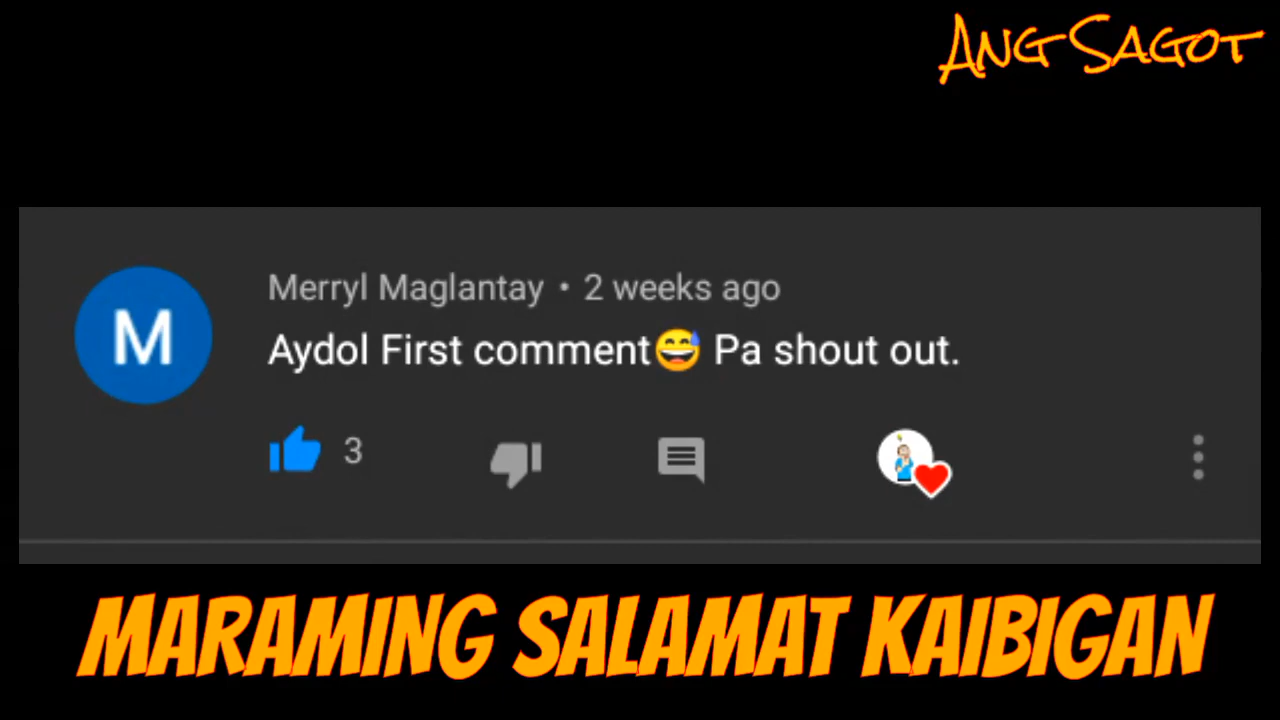 Ang Sagot
M
Merryl Maglantay • 2 weeks ago
Aydol First comment😅 Pa shout out.
3
MARAMING SALAMAT KAIBIGAN